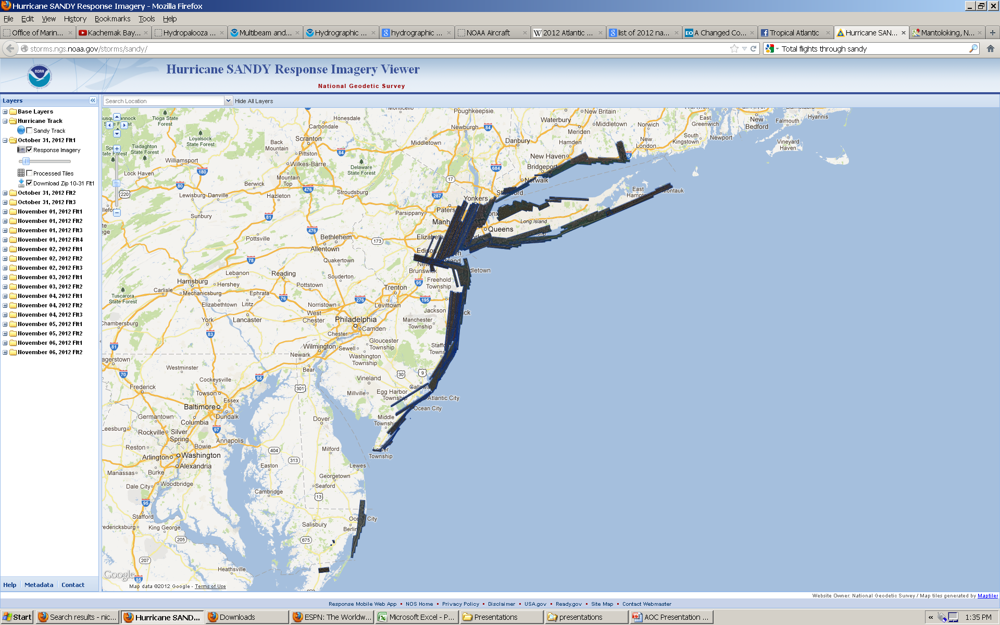 Hurricane SANDY Response Imagery - Mozilla Firefox
File Edit View History Bookmarks Tools Help
Office of Marin... Kachemak Bay... Hydropalooza ... Multibeam and... Hydrographic ... hydrographic ... NOAA Aircraft 2012 Atlantic ... list of 2012 na... A Changed Co... Tropical Atlantic Hurricane SAN... Mantoloking, N...
storms.ngs.noaa.gov/storms/sandy/ Total flights through sandy
NOAA
Hurricane SANDY Response Imagery Viewer
National Geodetic Survey
Layers
Search Location Hide All Layers
Base Layers
Hurricane Track
Sandy Track
October 31, 2012 Flt1
Response Imagery
Processed Tiles
Download Zip 10-31 Flt1
October 31, 2012 Flt2
October 31, 2012 Flt3
November 01, 2012 Flt1
November 01, 2012 Flt2
November 01, 2012 Flt3
November 01, 2012 Flt4
November 02, 2012 Flt1
November 02, 2012 Flt2
November 02, 2012 Flt3
November 03, 2012 Flt1
November 03, 2012 Flt2
November 04, 2012 Flt1
November 04, 2012 Flt2
November 04, 2012 Flt3
November 05, 2012 Flt1
November 05, 2012 Flt2
November 06, 2012 Flt1
November 06, 2012 Flt2
Help Metadata Contact
Monticello Poughkeepsie New Britain Fall River New Bedford Falmouth Hyannis
Tioga State Forest Honesdale Waterbury Middletown Norwich East Greenwich
Carbondale Newburgh 84 Meriden
Loyalsock State Forest Scranton Middletown Danbury Hamden New London South Kingstown Newport Vineyard Haven
Back Mountain Pittston 84
Tiadaghton State Forest Williamsport Wilkes-Barre Delaware State Forest 684 New Haven Bridgeport 95
Lock Haven 180 Mountain Top 17 Norwalk
220 80 Berwick 476 Stroudsburg East Hampton Montauk
Lewisburg Danville Hazleton 287 Yonkers Stamford
Sunbury 81 Parsippany Paterson Bronx
Manh Long Island
476 Queens
Pottsville Bethlehem 173 Elizabeth
Allentown Edison
78 Quakertown New Brunswick
Lebanon Reading Souderton dletown
Harrisburg Hershey Pottstown Trenton 95 Freehold Township
Carlisle Mechanicsburg Ephrata
Tuscarora State Forest Elizabethtown Lititz 76 Norristown 276 Levittown 195 Jackson
York Lancaster West Chester Philadelphia Manchester Township ck
Chambersburg 83 Camden
Chester
81 Wilmington Sewell Gloucester Township Staff Town
agerstown Newark Washington Township
Westminster Bear 30 9
70 Cockeysville 95 Vineland
Frederick 301 Millville Egg Harbor Township Galloway
Towson Essex Atlantic City
Baltimore Dundalk Ocean City
Germantown Columbia Dover Middle Township
Leesburg Rockville Silver Spring 97
Reston Bowie Annapolis
Arlington Washington 404 Milford Lower Township
Alexandria 313
Manassas Burke Easton Lewes
Dale City Woodbridge Georgetown
Cambridge Seaford
95 13
Stafford Ocean City
redericksburg King George Salisbury Berlin
205 675
207
Heathsville
Google 95
Map data ©2012 Google - Terms of Use
Website Owner: National Geodetic Survey / Map tiles generated by Maptiler
Response Mobile Web App • NOS Home • Privacy Policy • Disclaimer • USA.gov • Ready.gov • Site Map • Contact Webmaster
Start Search results - nic... Hurricane SAND... Downloads ESPN: The Worldw... Microsoft Excel - P... Presentations presentations AOC Presentation ... « 1:35 PM